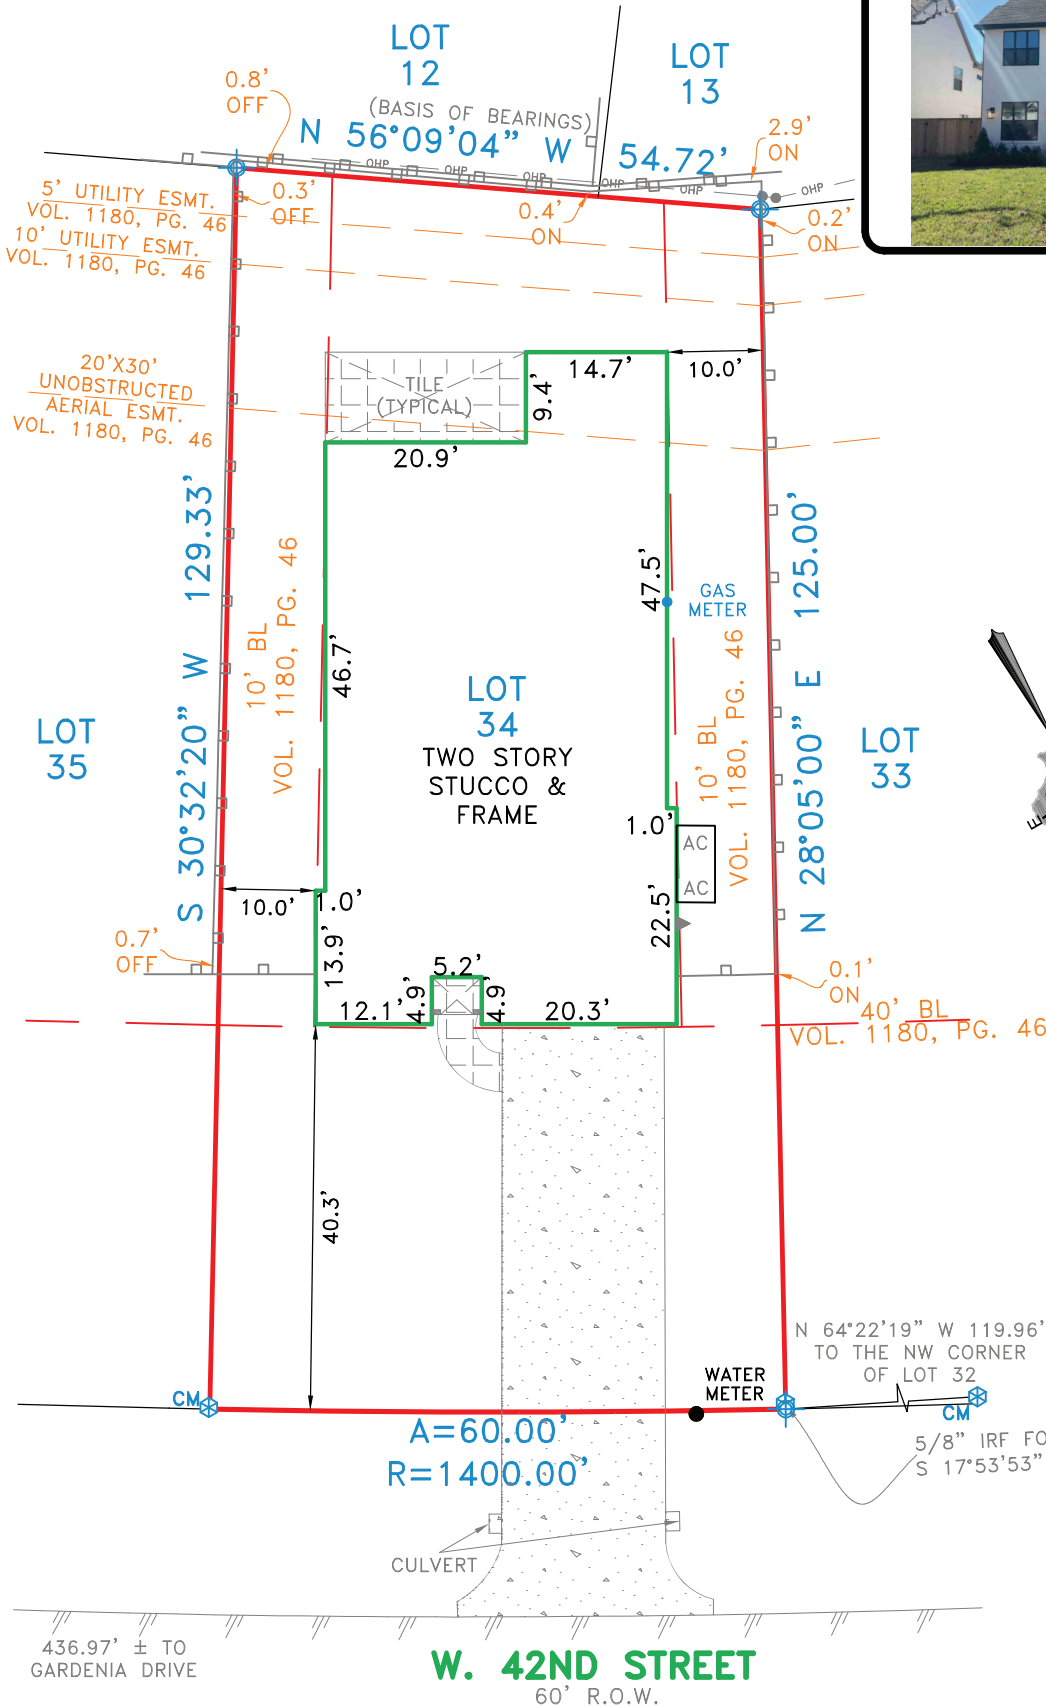 LOT
12
LOT
13
0.8'
OFF
(BASIS OF BEARINGS)
N 56°09'04" W 54.72'
2.9'
ON
OHP
OHP
OHP
OHP
OHP
OHP
5' UTILITY ESMT.
VOL. 1180, PG. 46
0.3'
OFF
0.4'
ON
0.2'
ON
10' UTILITY ESMT.
VOL. 1180, PG. 46
20'X30'
UNOBSTRUCTED
AERIAL ESMT.
VOL. 1180, PG. 46
TILE
(TYPICAL)
14.7'
10.0'
9.4'
20.9'
S 30°32'20" W 129.33'
10' BL
VOL. 1180, PG. 46
46.7'
47.5'
GAS
METER
N 28°05'00" E 125.00'
10' BL
VOL. 1180, PG. 46
LOT
34
TWO STORY
STUCCO &
FRAME
LOT
35
LOT
33
E
1.0'
AC
AC
10.0'
1.0'
13.9'
22.5'
0.7'
OFF
5.2'
4.9'
4.9'
12.1'
20.3'
0.1'
ON
40' BL
VOL. 1180, PG. 46
40.3'
N 64°22'19" W 119.96'
TO THE NW CORNER
OF LOT 32
WATER
METER
CM
CM
A=60.00'
R=1400.00'
5/8" IRF FO
S 17°53'53"
CULVERT
436.97' ± TO
GARDENIA DRIVE
W. 42ND STREET
60' R.O.W.